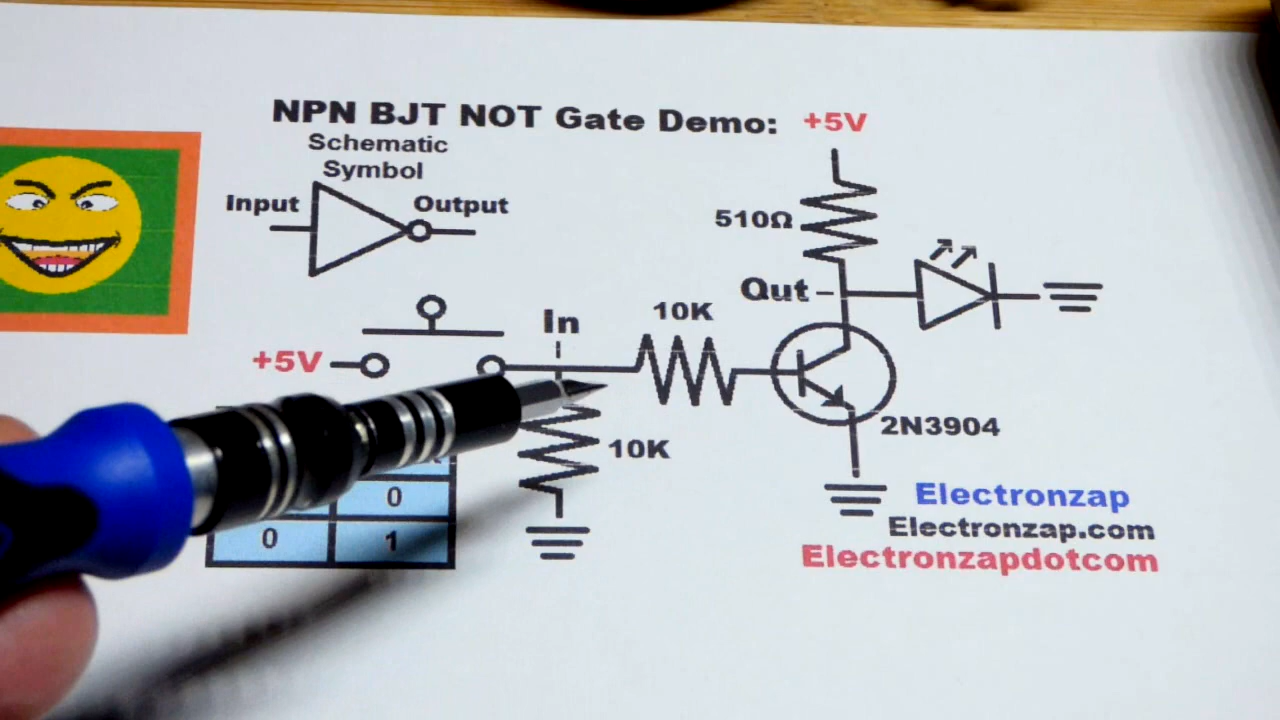 NPN BJT NOT Gate Demo: +5V
Schematic
Symbol
Input
Output
510Ω
Out
10K
In
+5V
10K
2N3904
0
0 1
Electronzap
Electronzap.com
Electronzapdotcom